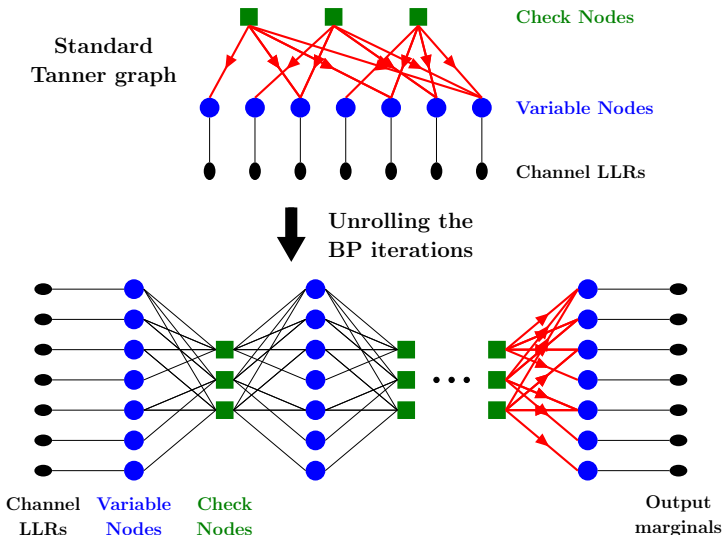 Check Nodes
Standard
Tanner graph
Variable Nodes
Channel LLRs
Unrolling the
BP iterations
Channel
LLRs
Variable
Nodes
Check
Nodes
Output
marginals